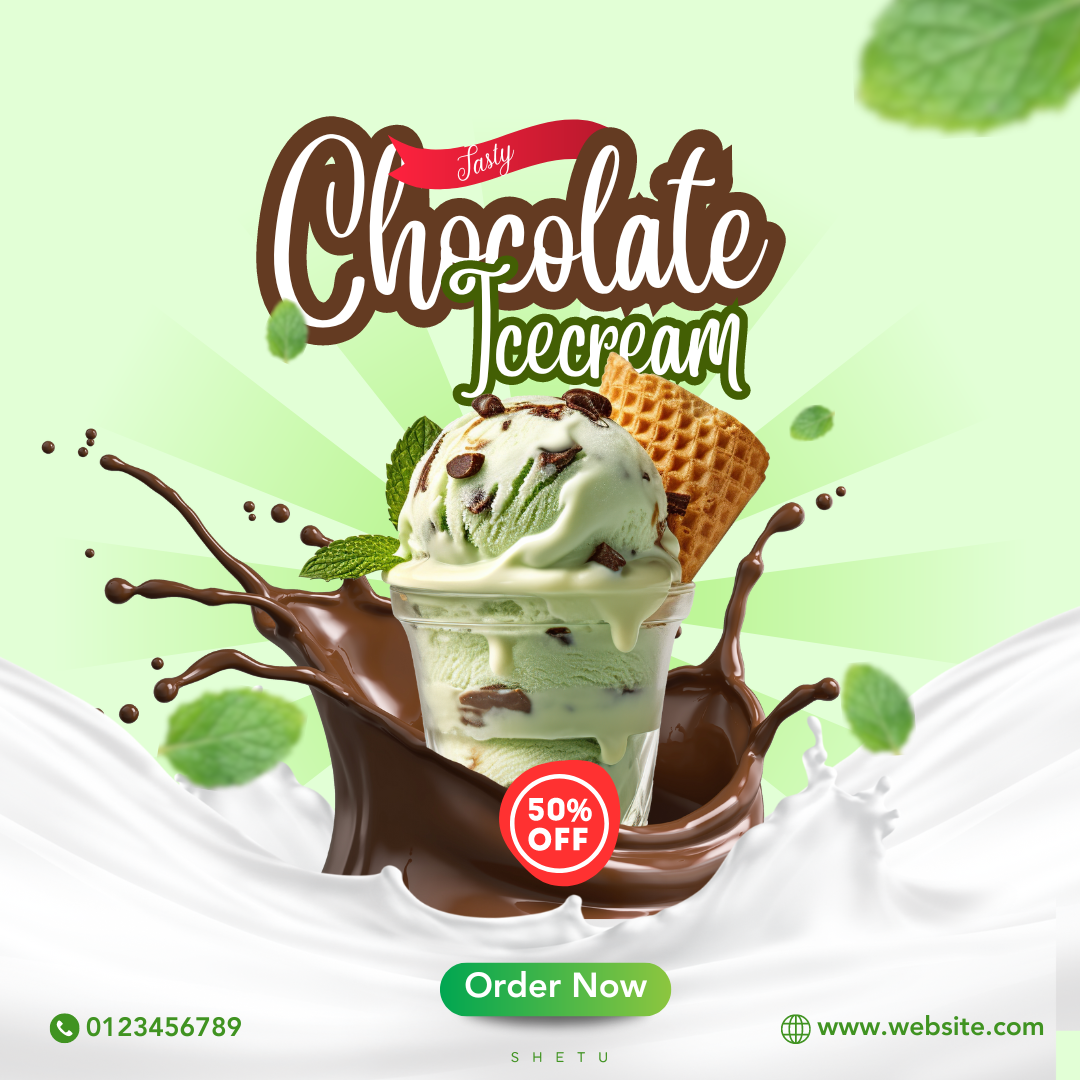 Tasty
Chocolate
Icecream
50%
OFF
Order Now
0123456789
www.website.com
SHETU